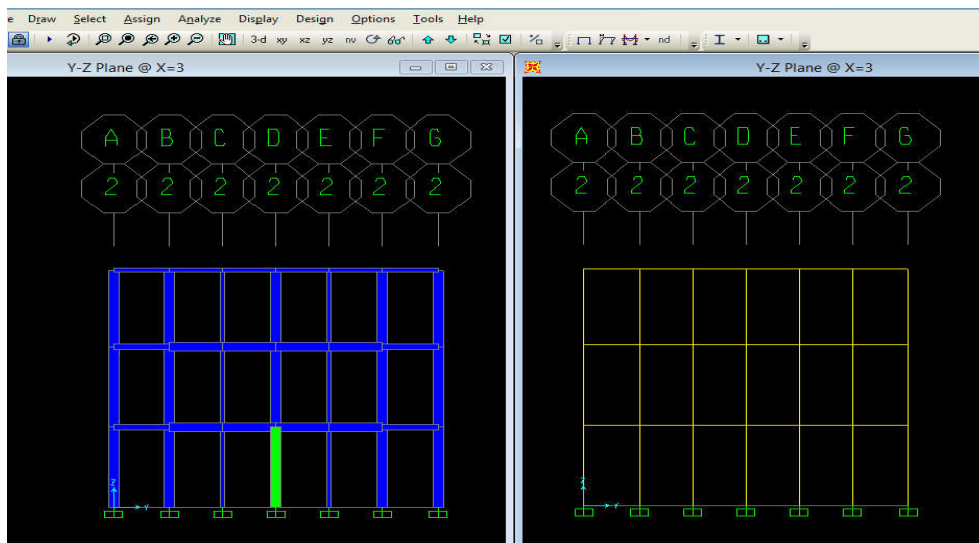 e Draw Select Assign Analyze Display Design Options Tools Help
3-d xy xz yz nv nd
Y-Z Plane @ X=3
A B C D E F G
2 2 2 2 2 2 2
Z
Y
Y-Z Plane @ X=3
A B C D E F G
2 2 2 2 2 2 2
Z
Y